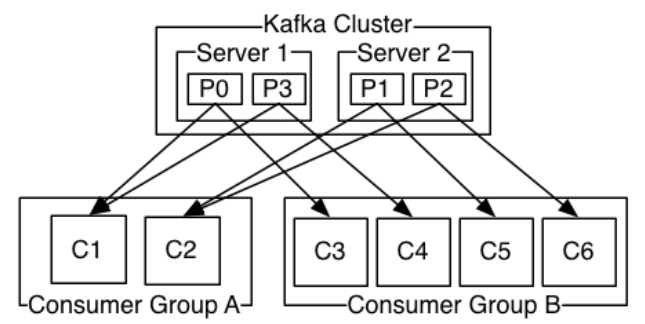 Kafka Cluster
Server 1 Server 2
P0 P3 P1 P2
C1 C2 C3 C4 C5 C6
Consumer Group A Consumer Group B